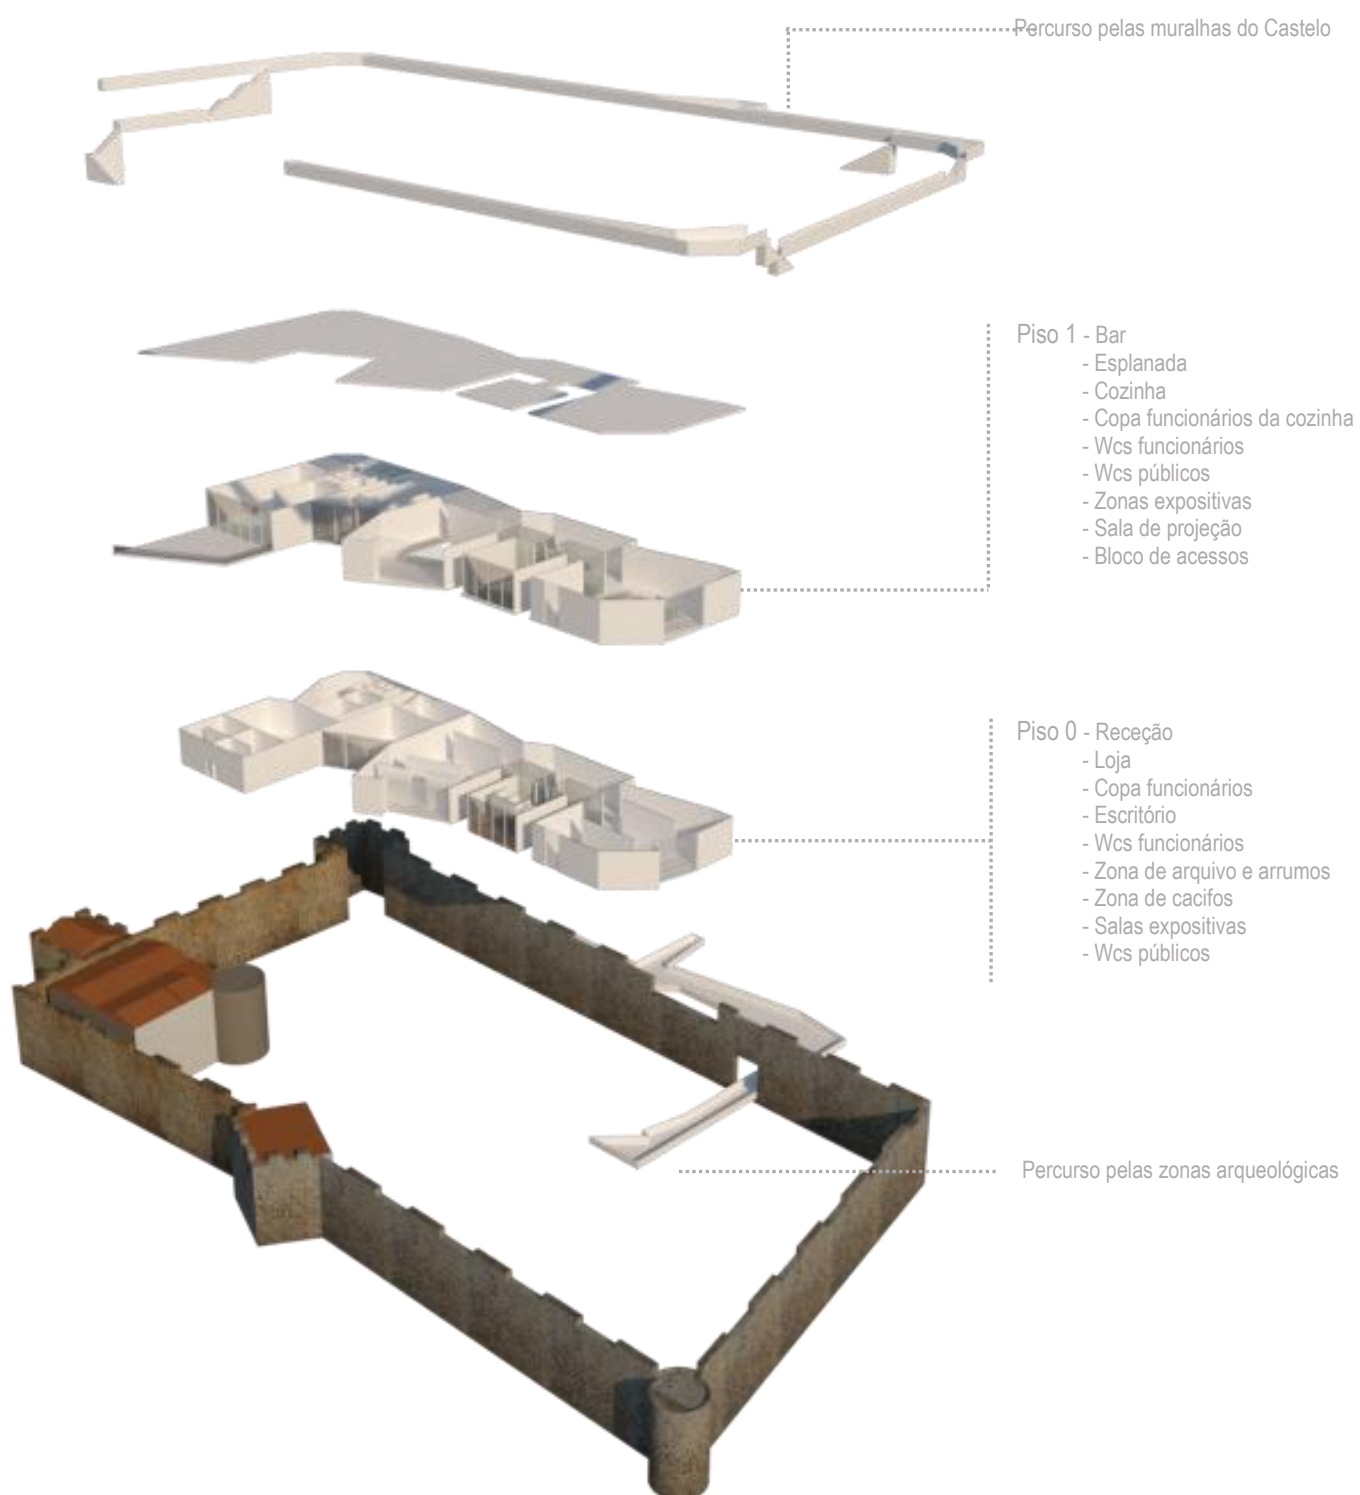 Percurso pelas muralhas do Castelo
Piso 1 - Bar
- Esplanada
- Cozinha
- Copa funcionários da cozinha
- Wcs funcionários
- Wcs públicos
- Zonas expositivas
- Sala de projeção
- Bloco de acessos
Piso 0 - Receção
- Loja
- Copa funcionários
- Escritório
- Wcs funcionários
- Zona de arquivo e arrumos
- Zona de cacifos
- Salas expositivas
- Wcs públicos
Percurso pelas zonas arqueológicas